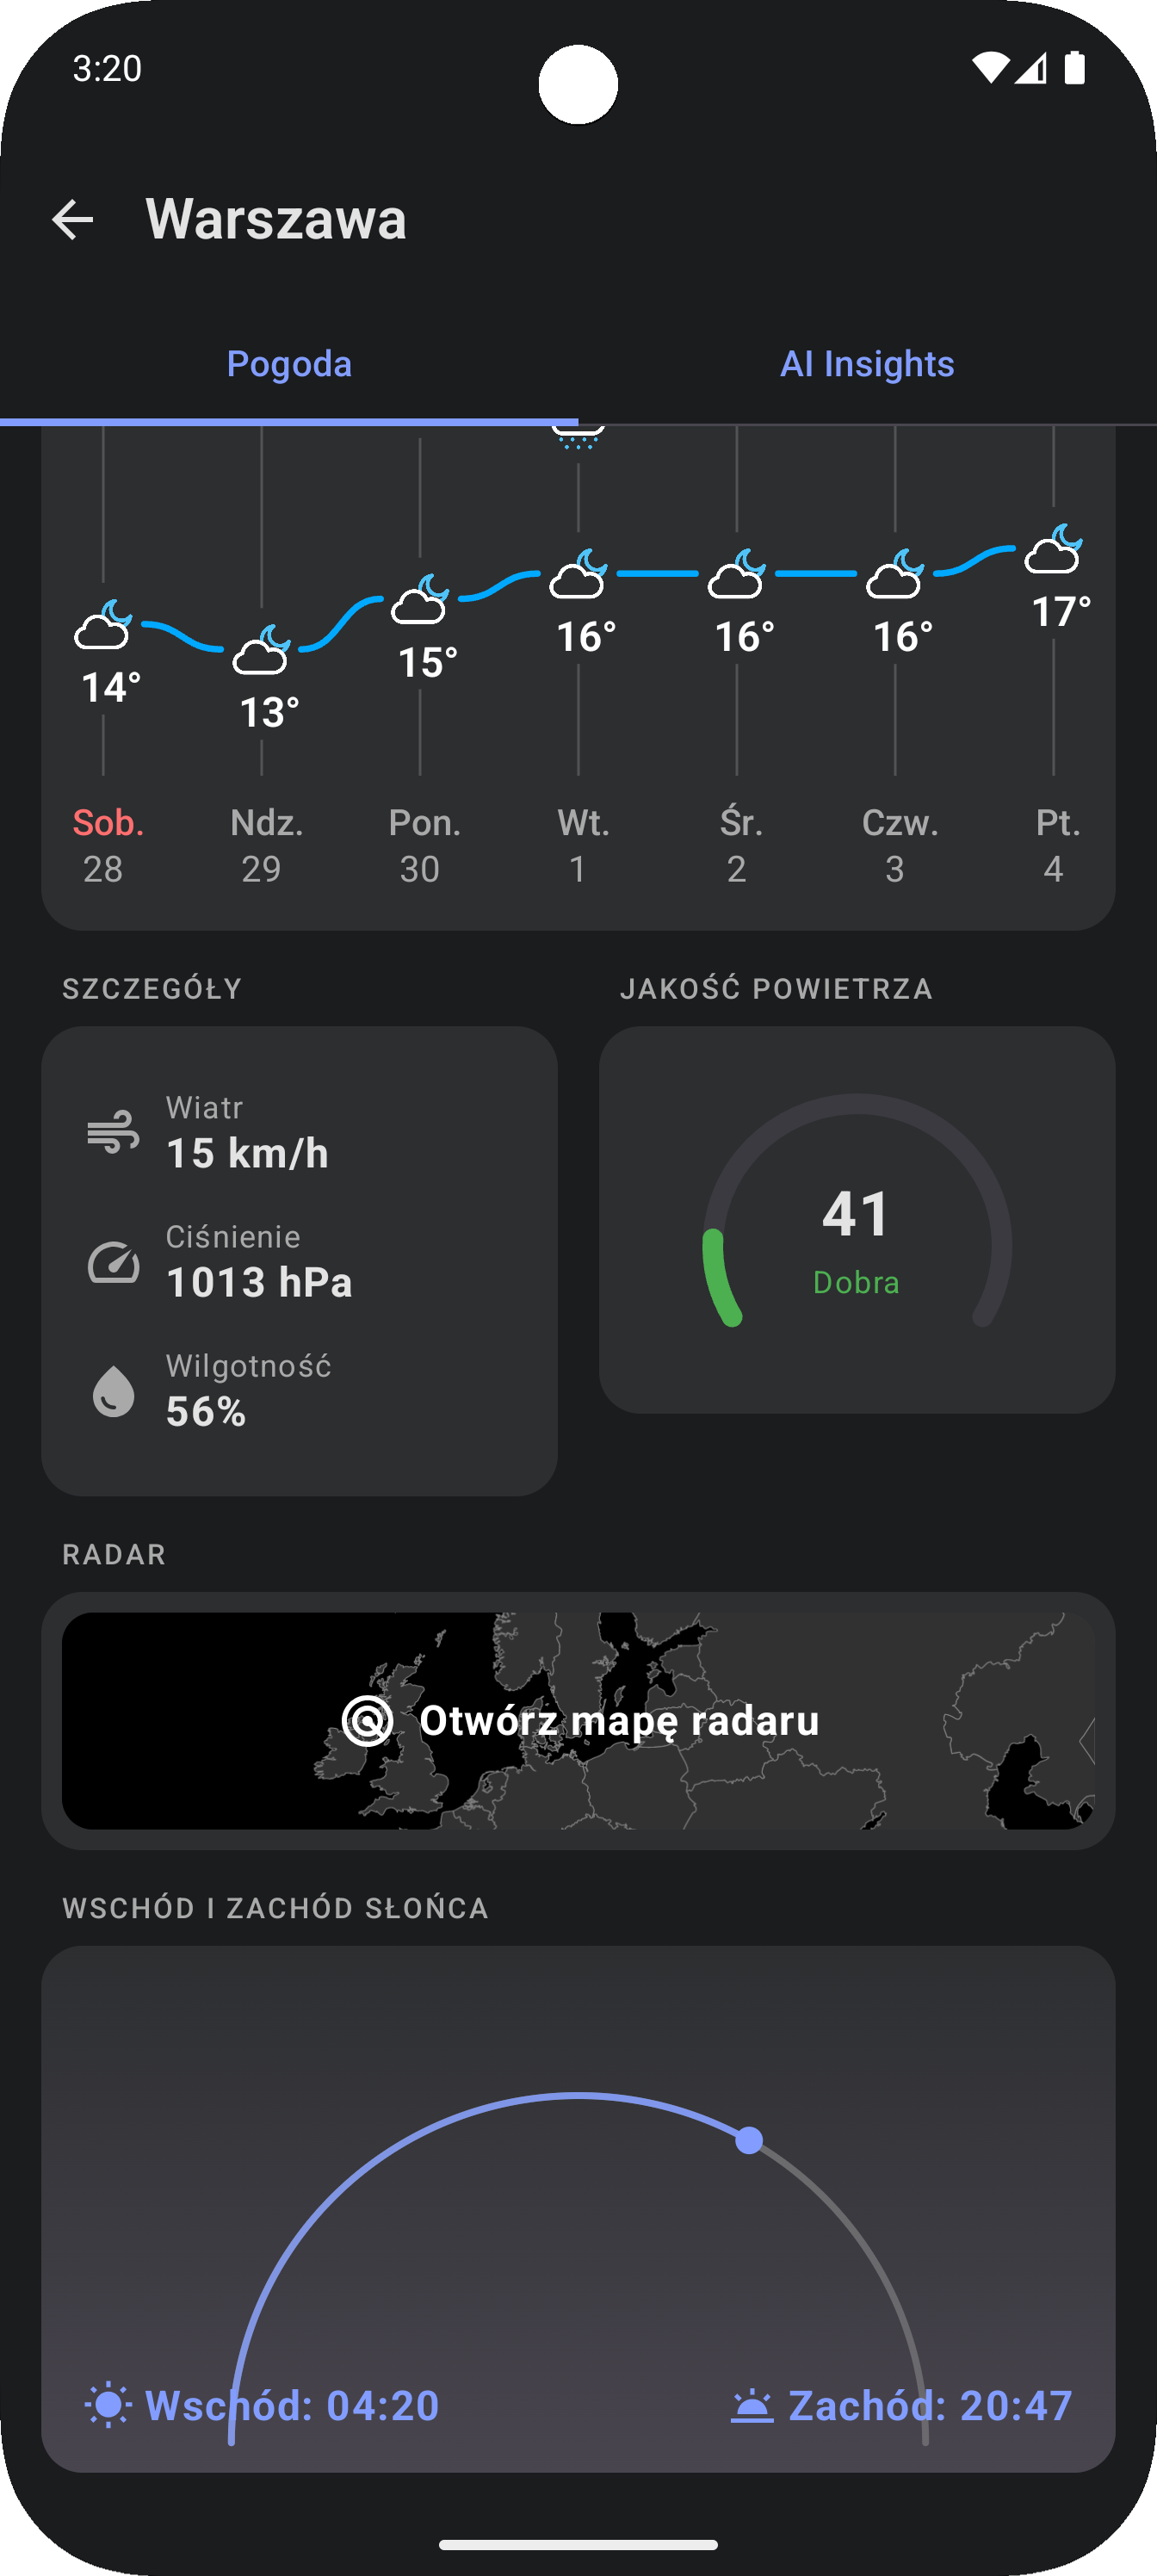 3:20
Warszawa
Pogoda
AI Insights
14°
13°
15°
16°
16°
16°
17°
Sob.
28
Ndz.
29
Pon.
30
Wt.
1
Śr.
2
Czw.
3
Pt.
4
SZCZEGÓŁY
Wiatr
15 km/h
Ciśnienie
1013 hPa
Wilgotność
56%
JAKOŚĆ POWIETRZA
41
Dobra
RADAR
Otwórz mapę radaru
WSCHÓD I ZACHÓD SŁOŃCA
Wschód: 04:20
Zachód: 20:47